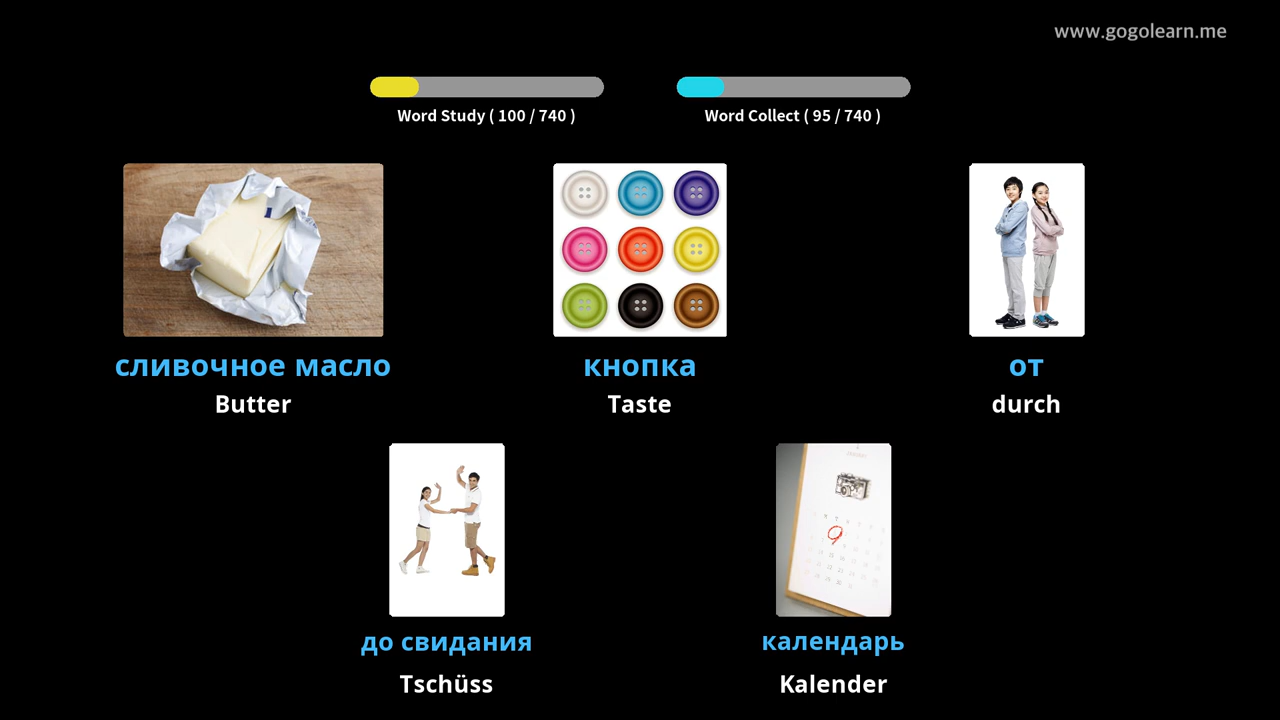 www.gogolearn.me
Word Study ( 100 / 740 )
Word Collect ( 95 / 740 )
сливочное масло
Butter
кнопка
Taste
от
durch
до свидания
Tschüss
календарь
Kalender